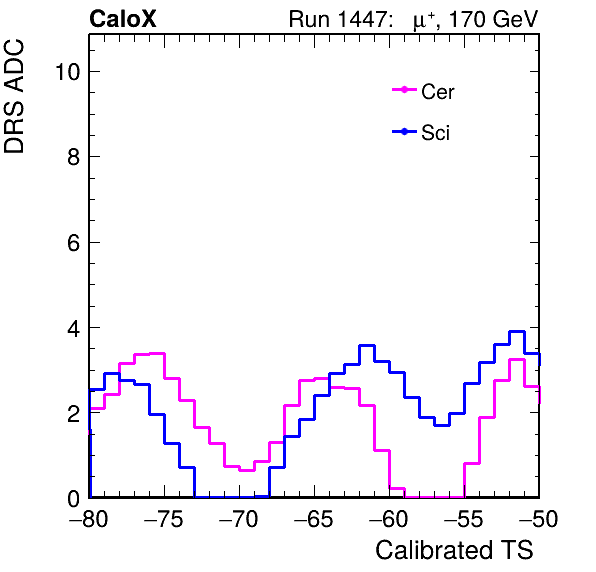 CaloX Run 1447: μ⁺, 170 GeV
DRS ADC
10
8
6
4
2
0
Cer
Sci
−80 −75 −70 −65 −60 −55 −50
Calibrated TS